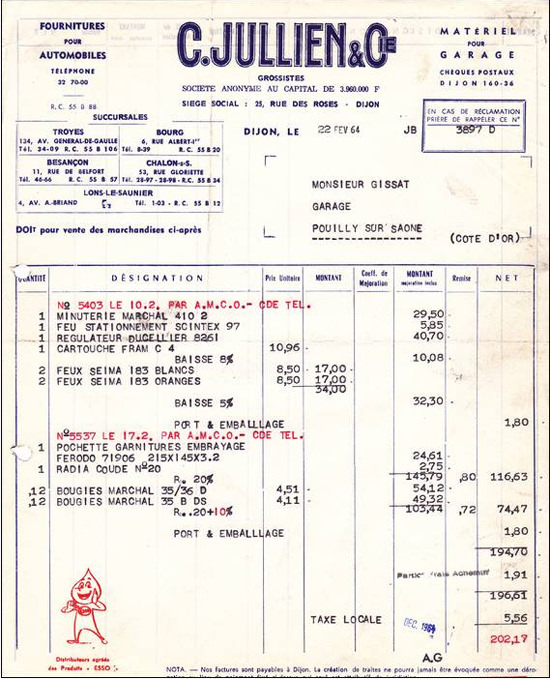 FOURNITURES
POUR
AUTOMOBILES
TÉLÉPHONE
32 70-00
R.C. 55 B 88
C. JULLIEN & CIE
GROSSISTES
SOCIETE ANONYME AU CAPITAL DE 3.960.000 F
SIEGE SOCIAL : 25, RUE DES ROSES - DIJON
MATÉRIEL
POUR
GARAGE
CHEQUES POSTAUX
DIJON 160-36
SUCCURSALES
TROYES
134, AV. GENERAL-DE-GAULLE
Tél. 34-09 R.C. 55 B 106
BOURG
6, RUE ALBERT-1er
Tél. 8-39 R.C. 55 B 20
BESANÇON
11, RUE DE BELFORT
Tél. 46-66 R.C. 55 B 57
CHALON-s-S.
53, RUE GLORIETTE
Tél. 28-97 - 28-98 - R.C. 55 B 34
LONS-LE-SAUNIER
4, AV. A.-BRIAND Tél. 1-03 - R.C. 55 B 12
DIJON, LE 22 FEV 64 JB
EN CAS DE RÉCLAMATION
PRIÈRE DE RAPPELER CE N°
3897 D
MONSIEUR GISSAT
GARAGE
POUILLY SUR SAONE
(COTE D'OR)
DOIT pour vente des marchandises ci-après
QUANTITÉ DÉSIGNATION Prix Unitaire MONTANT Coeff. de Majoration MONTANT majoration inclus Remise NET
Nº 5403 LE 10.2. PAR A.M.C.O.- CDE TEL.
1 MINUTERIE MARCHAL 410 2 29,50
1 FEU STATIONNEMENT SCINTEX 97 5,85
1 REGULATEUR DUCELLIER 8261 40,70
1 CARTOUCHE FRAM C 4 10,96
BAISSE 8% 10,08
2 FEUX SEIMA 183 BLANCS 8,50 17,00
2 FEUX SEIMA 183 ORANGES 8,50 17,00
34,00
BAISSE 5% 32,30
PORT & EMBALLLAGE 1,80
Nº5537 LE 17.2. PAR A.M.C.O.- CDE TEL.
1 POCHETTE GARNITURES EMBRAYAGE
FERODO 71906 215X145X3.2 24,61
1 RADIA COUDE Nº20 2,75
R. 20% 145,79 ,80 116,63
,12 BOUGIES MARCHAL 35/36 D 4,51 54,12
,12 BOUGIES MARCHAL 35 B DS 4,11 49,32
R..20+10% 103,44 ,72 74,47
PORT & EMBALLLAGE 1,80
194,70
Frais 1,91
196,61
TAXE LOCALE DEC. 1964 5,56
202,17
A.G
Distributeurs agréés
des Produits - ESSO
NOTA. — Nos factures sont payables à Dijon. La création de traites ne pourra jamais être évoquée comme une déro-